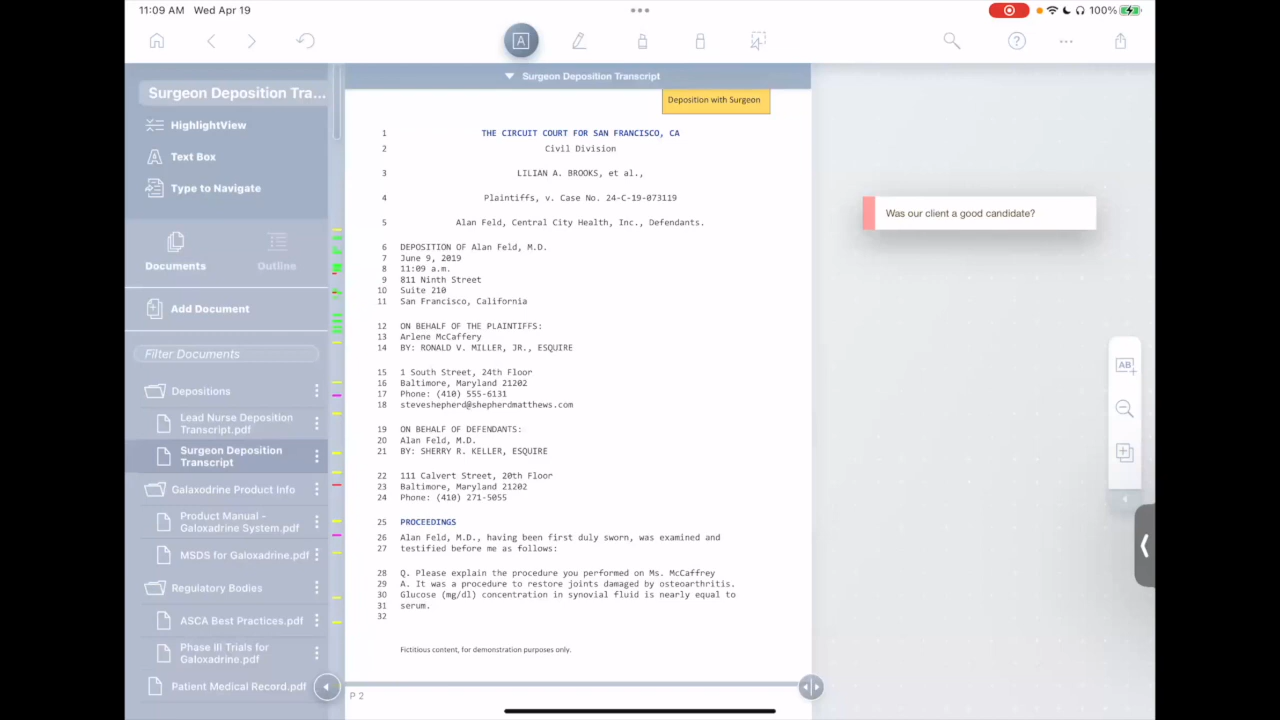 11:09 AM Wed Apr 19
100%
Surgeon Deposition Tra...
HighlightView
Text Box
Type to Navigate
Documents
Outline
Add Document
Filter Documents
Depositions
Lead Nurse Deposition
Transcript.pdf
Surgeon Deposition
Transcript
Galaxodrine Product Info
Product Manual -
Galoxadrine System.pdf
MSDS for Galoxadrine.pdf
Regulatory Bodies
ASCA Best Practices.pdf
Phase III Trials for
Galoxadrine.pdf
Patient Medical Record.pdf
Surgeon Deposition Transcript
Deposition with Surgeon
1 THE CIRCUIT COURT FOR SAN FRANCISCO, CA
2 Civil Division
3 LILIAN A. BROOKS, et al.,
4 Plaintiffs, v. Case No. 24-C-19-073119
5 Alan Feld, Central City Health, Inc., Defendants.
6 DEPOSITION OF Alan Feld, M.D.
7 June 9, 2019
8 11:09 a.m.
9 811 Ninth Street
10 Suite 210
11 San Francisco, California
12 ON BEHALF OF THE PLAINTIFFS:
13 Arlene McCaffery
14 BY: RONALD V. MILLER, JR., ESQUIRE
15 1 South Street, 24th Floor
16 Baltimore, Maryland 21202
17 Phone: (410) 555-6131
18 steveshepherd@shepherdmatthews.com
19 ON BEHALF OF DEFENDANTS:
20 Alan Feld, M.D.
21 BY: SHERRY R. KELLER, ESQUIRE
22 111 Calvert Street, 20th Floor
23 Baltimore, Maryland 21202
24 Phone: (410) 271-5055
25 PROCEEDINGS
26 Alan Feld, M.D., having been first duly sworn, was examined and
27 testified before me as follows:
28 Q. Please explain the procedure you performed on Ms. McCaffrey
29 A. It was a procedure to restore joints damaged by osteoarthritis.
30 Glucose (mg/dl) concentration in synovial fluid is nearly equal to
31 serum.
32
Fictitious content, for demonstration purposes only.
P 2
Was our client a good candidate?
AB